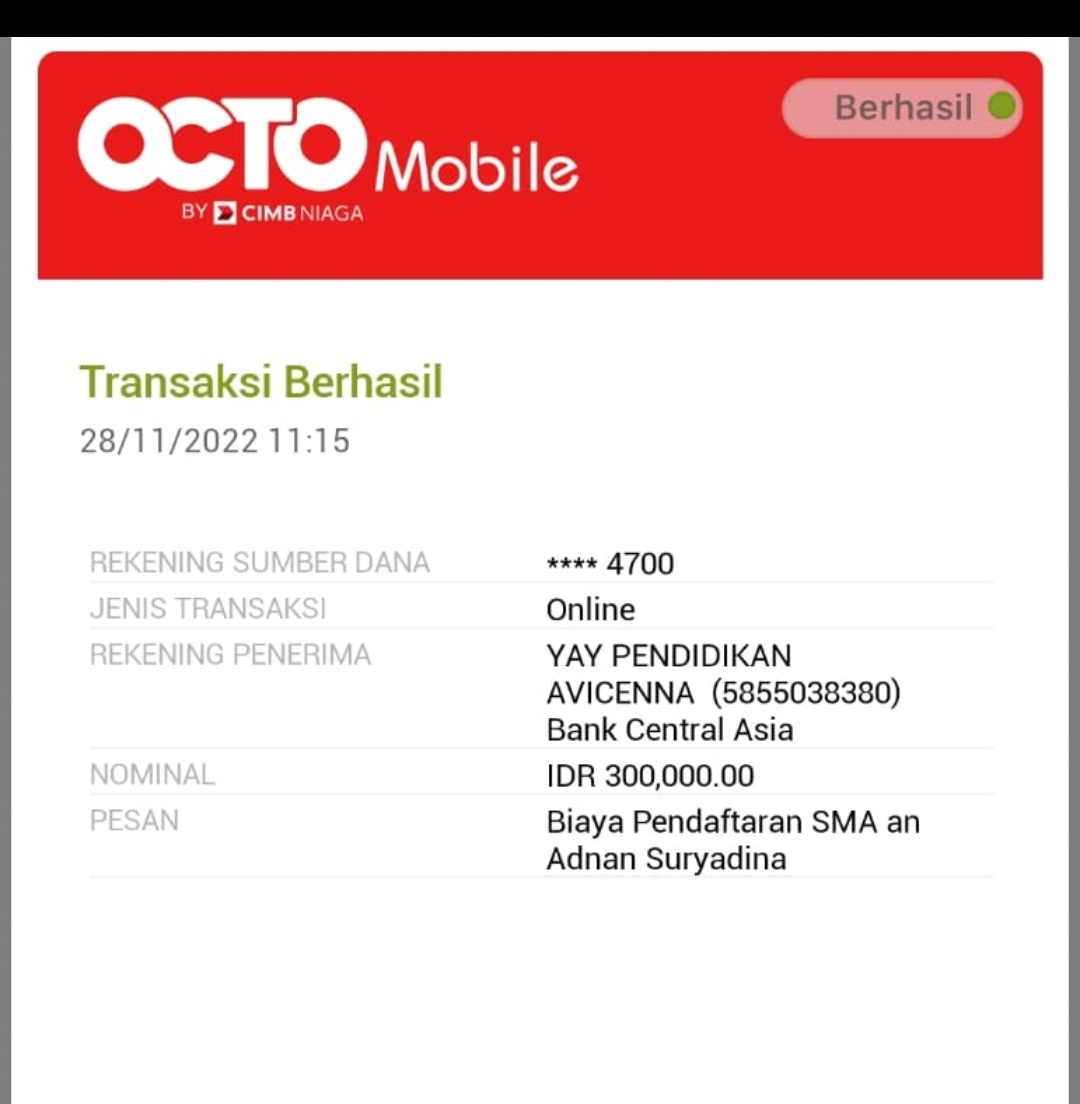 Berhasil
OCTO Mobile
BY CIMB NIAGA
Transaksi Berhasil
28/11/2022 11:15
REKENING SUMBER DANA **** 4700
JENIS TRANSAKSI Online
REKENING PENERIMA YAY PENDIDIKAN
AVICENNA (5855038380)
Bank Central Asia
NOMINAL IDR 300,000.00
PESAN Biaya Pendaftaran SMA an
Adnan Suryadina